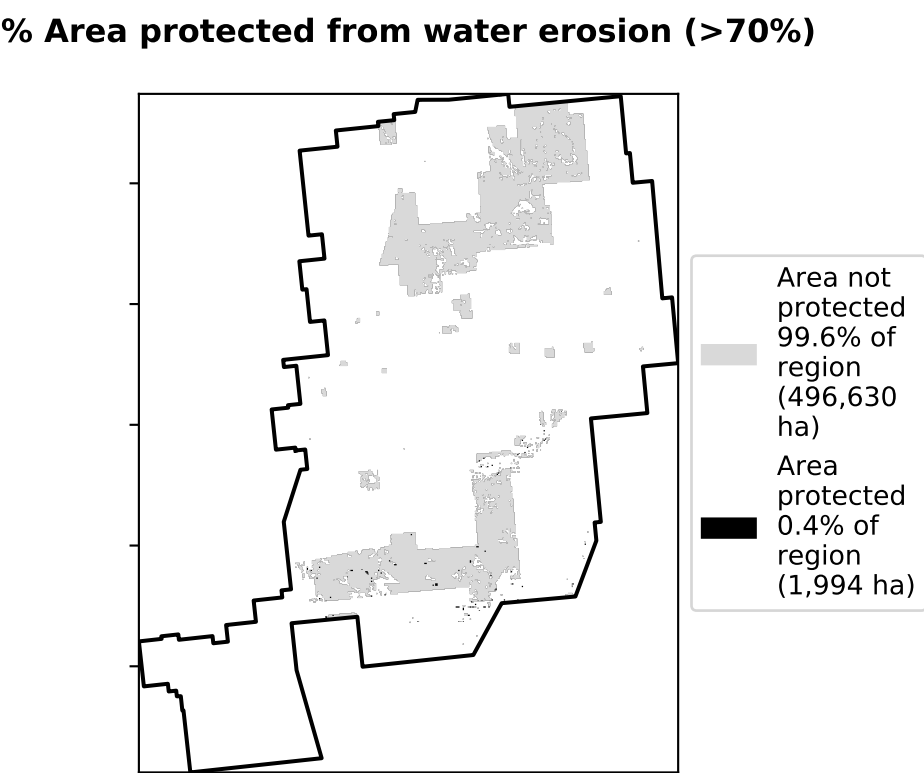 % Area protected from water erosion (>70%)
Area not
protected
99.6% of
region
(496,630
ha)
Area
protected
0.4% of
region
(1,994 ha)